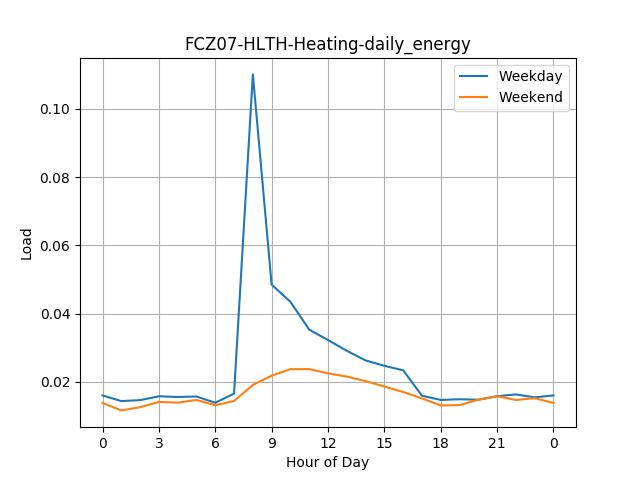 FCZ07-HLTH-Heating-daily_energy
Weekday
Weekend
0.10
0.08
0.06
0.04
0.02
Load
0 3 6 9 12 15 18 21 0
Hour of Day